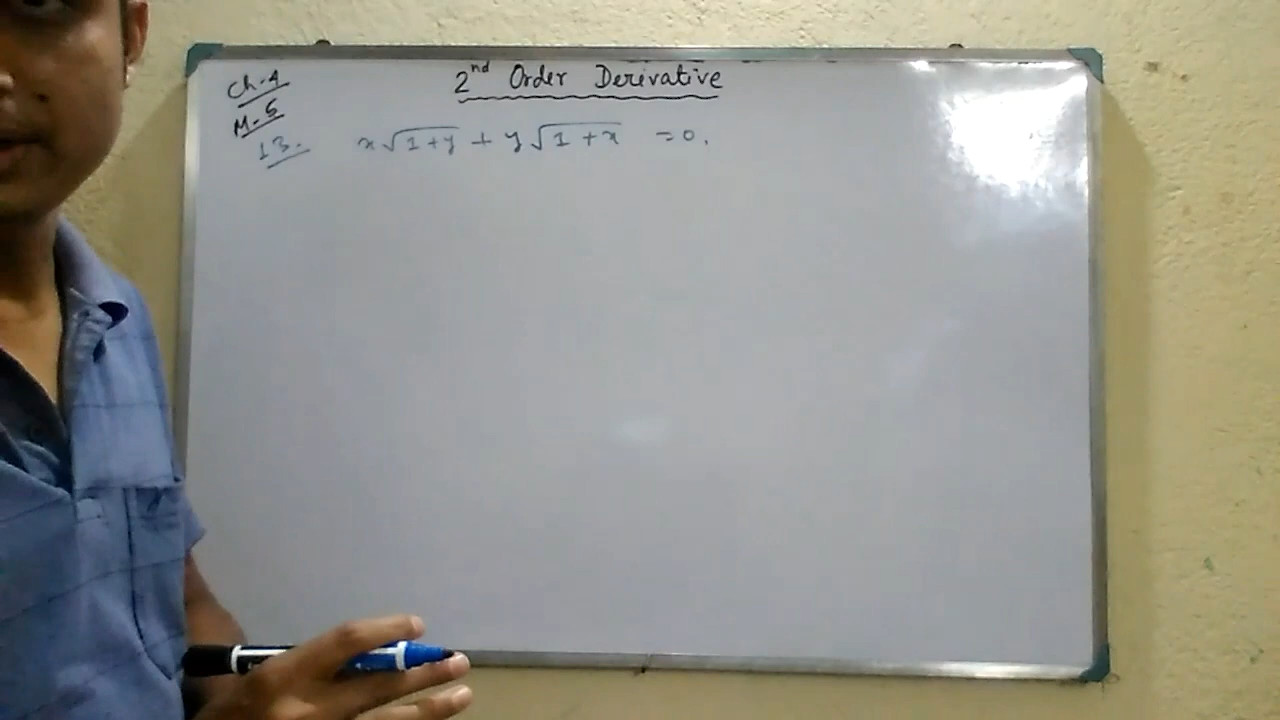 2nd Order Derivative
Ch-4
M-5
13. x√1+y + y√1+x = 0.